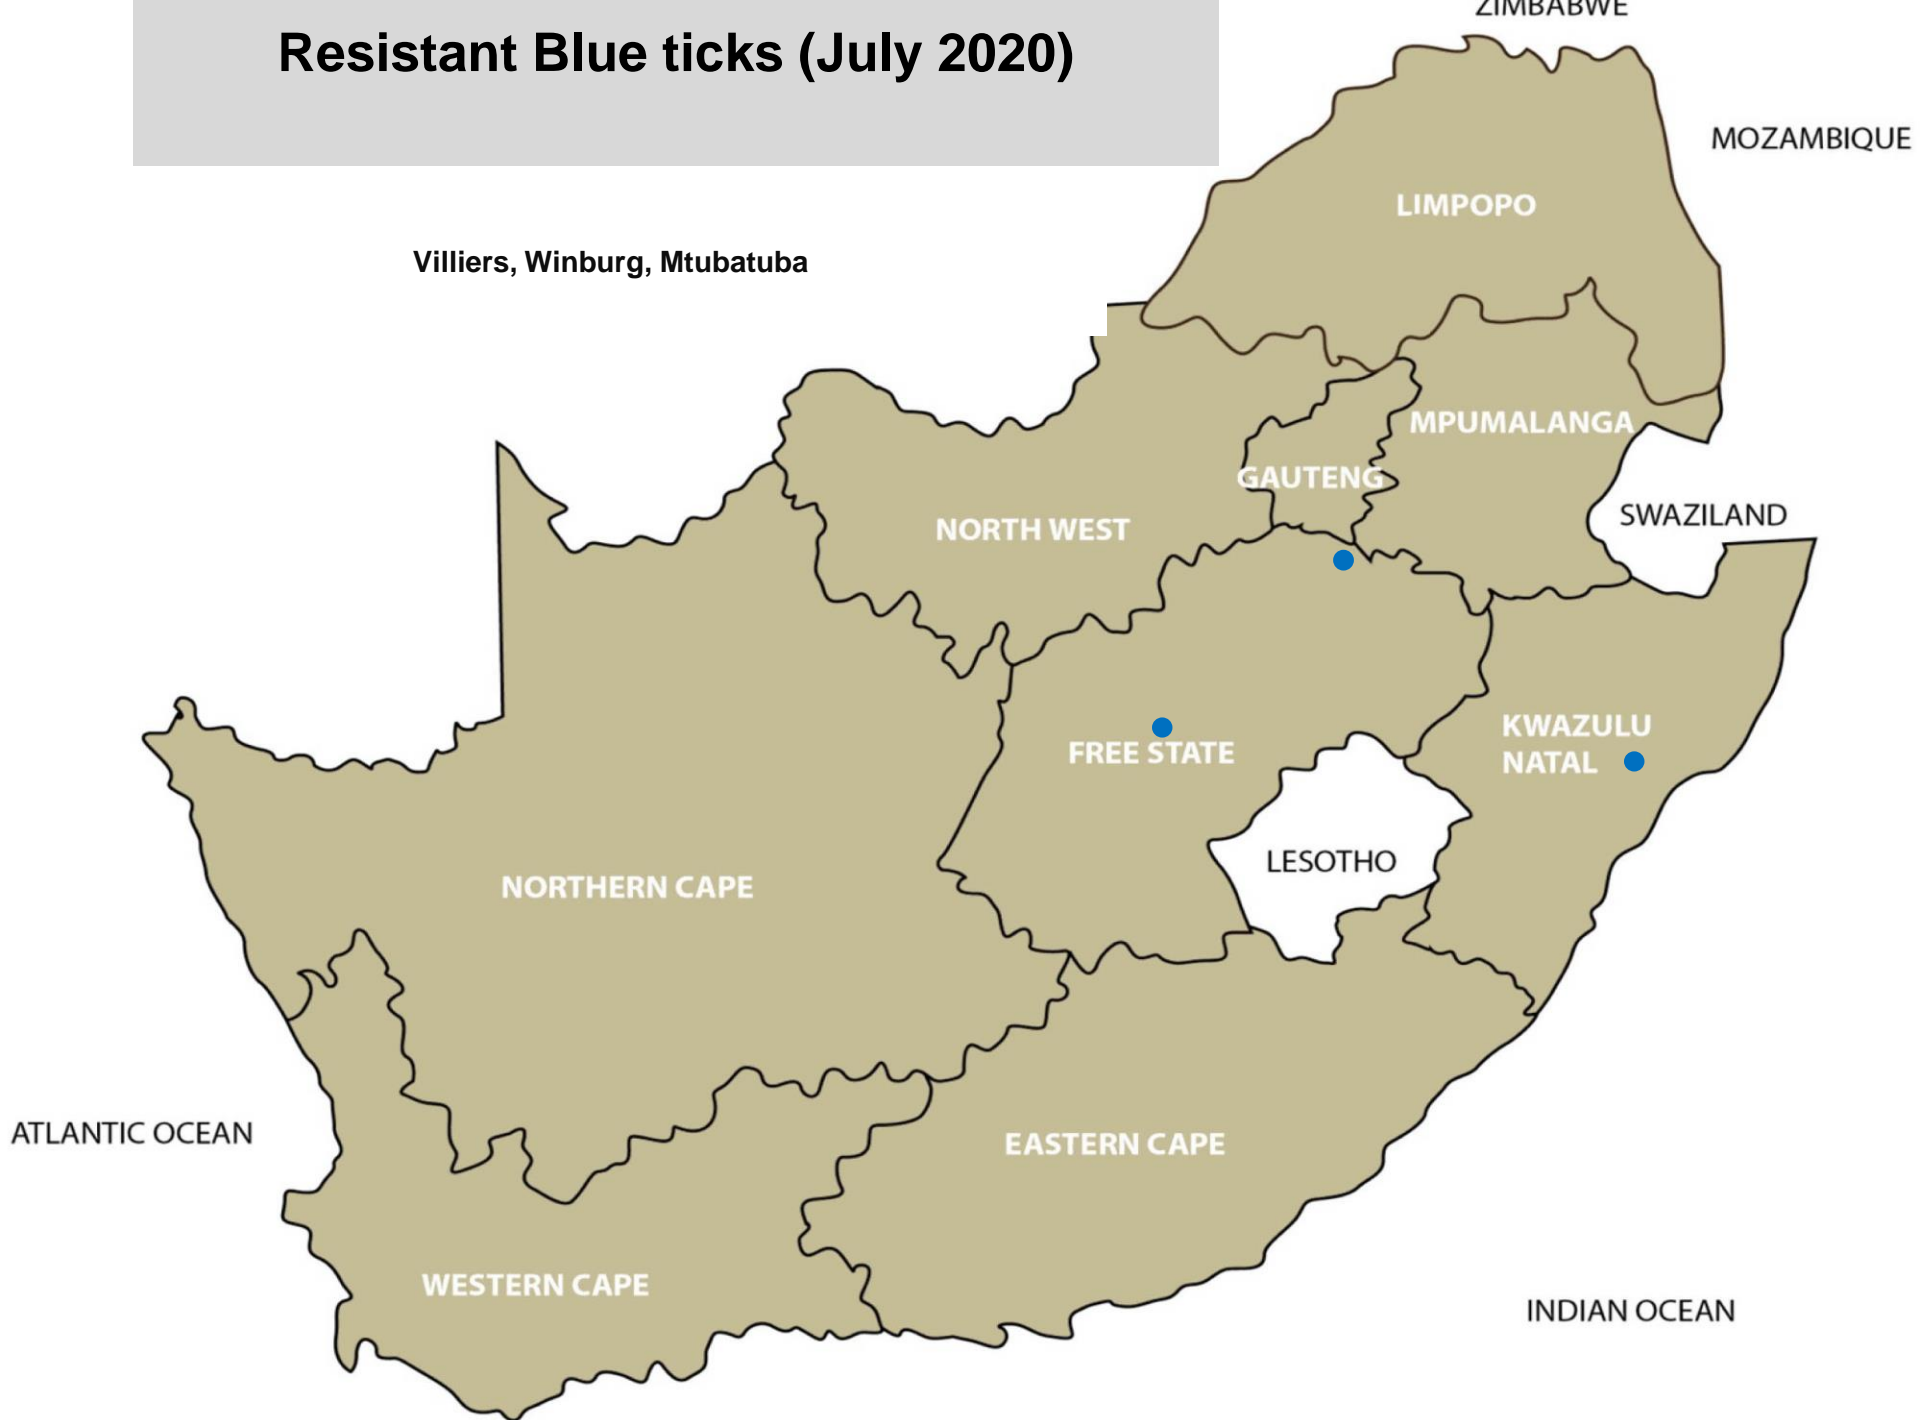 ZIMBABWE
Resistant Blue ticks (July 2020)
MOZAMBIQUE
LIMPOPO
Villiers, Winburg, Mtubatuba
MPUMALANGA
GAUTENG
SWAZILAND
NORTH WEST
KWAZULU
NATAL
FREE STATE
LESOTHO
NORTHERN CAPE
ATLANTIC OCEAN
EASTERN CAPE
WESTERN CAPE
INDIAN OCEAN